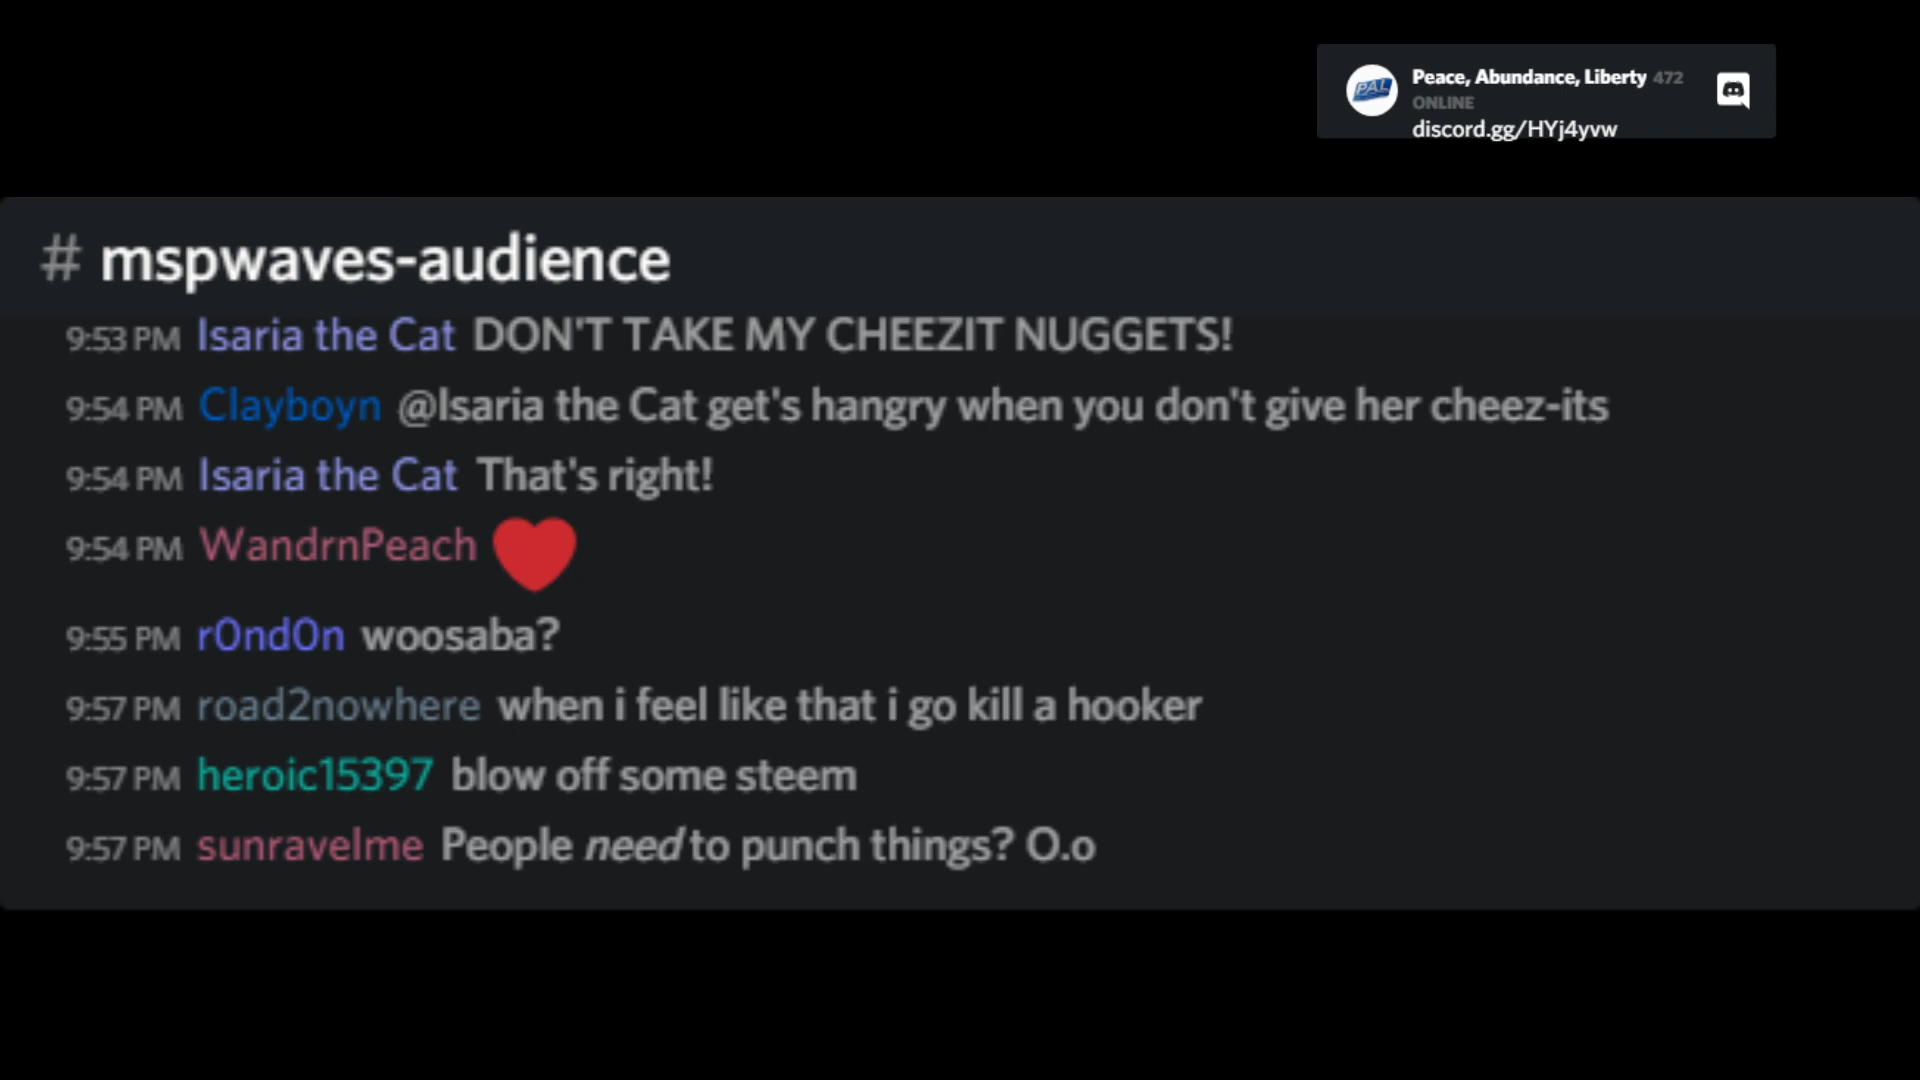 PAL
Peace, Abundance, Liberty 472
ONLINE
discord.gg/HYj4yvw
# mspwaves-audience
9:53 PM Isaria the Cat DON'T TAKE MY CHEEZIT NUGGETS!
9:54 PM Clayboyn @Isaria the Cat get's hangry when you don't give her cheez-its
9:54 PM Isaria the Cat That's right!
9:54 PM WandrnPeach
9:55 PM r0nd0n woosaba?
9:57 PM road2nowhere when i feel like that i go kill a hooker
9:57 PM heroic15397 blow off some steem
9:57 PM sunravelme People need to punch things? O.o